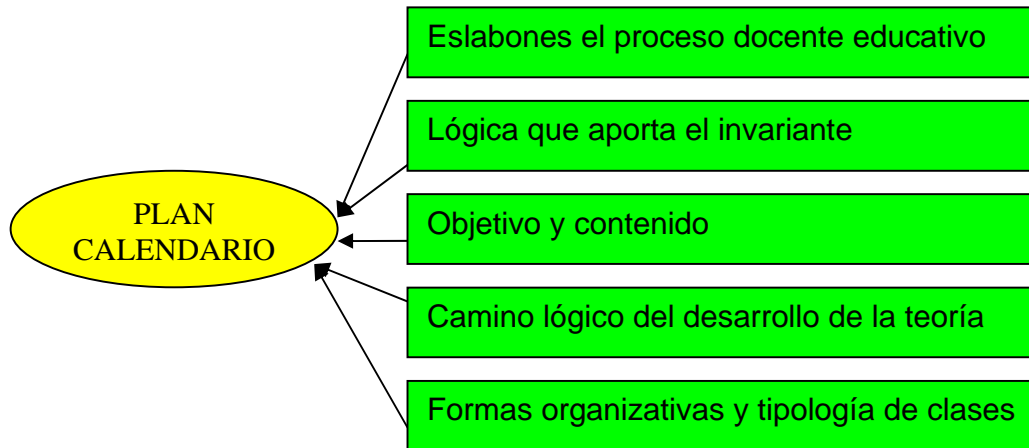 Eslabones el proceso docente educativo
Lógica que aporta el invariante
PLAN
CALENDARIO
Objetivo y contenido
Camino lógico del desarrollo de la teoría
Formas organizativas y tipología de clases